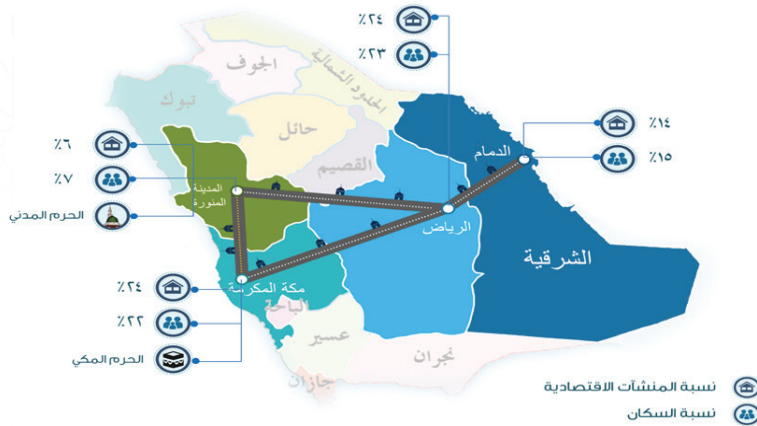 ٪٢٤
٪٢٣
الحدود الشمالية
الجوف
تبوك
حائل
القصيم
٪١٤
٪١٥
الدمام
٪٦
٪٧
المدينة
المنورة
الحرم المدني
الرياض
الشرقية
مكة المكرمة
٪٢٤
٪٢٢
الباحة
الحرم المكي
عسير
نجران
جازان
نسبة المنشآت الاقتصادية
نسبة السكان